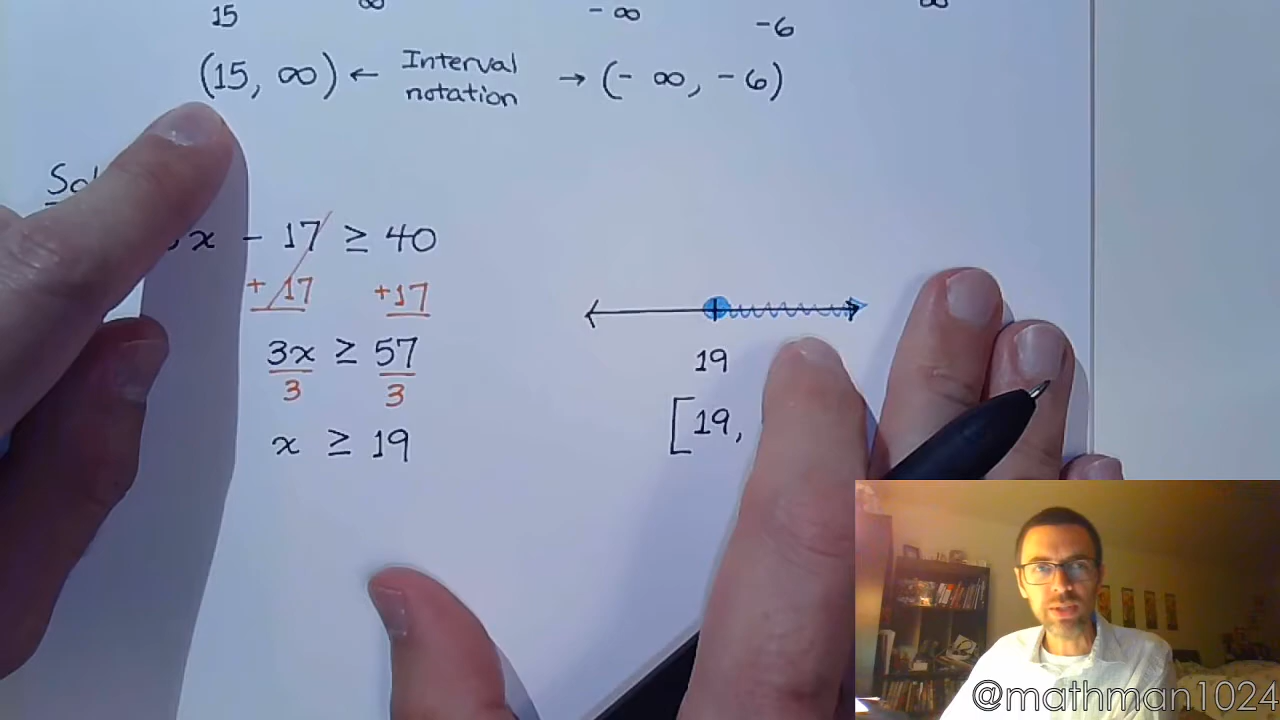 15 ∞ - ∞ -6 ∞
(15, ∞) ← Interval notation → (- ∞, -6)
x - 17 ≥ 40
+ 17 +17
3x ≥ 57
3 3
x ≥ 19
19
[19,
@mathman1024